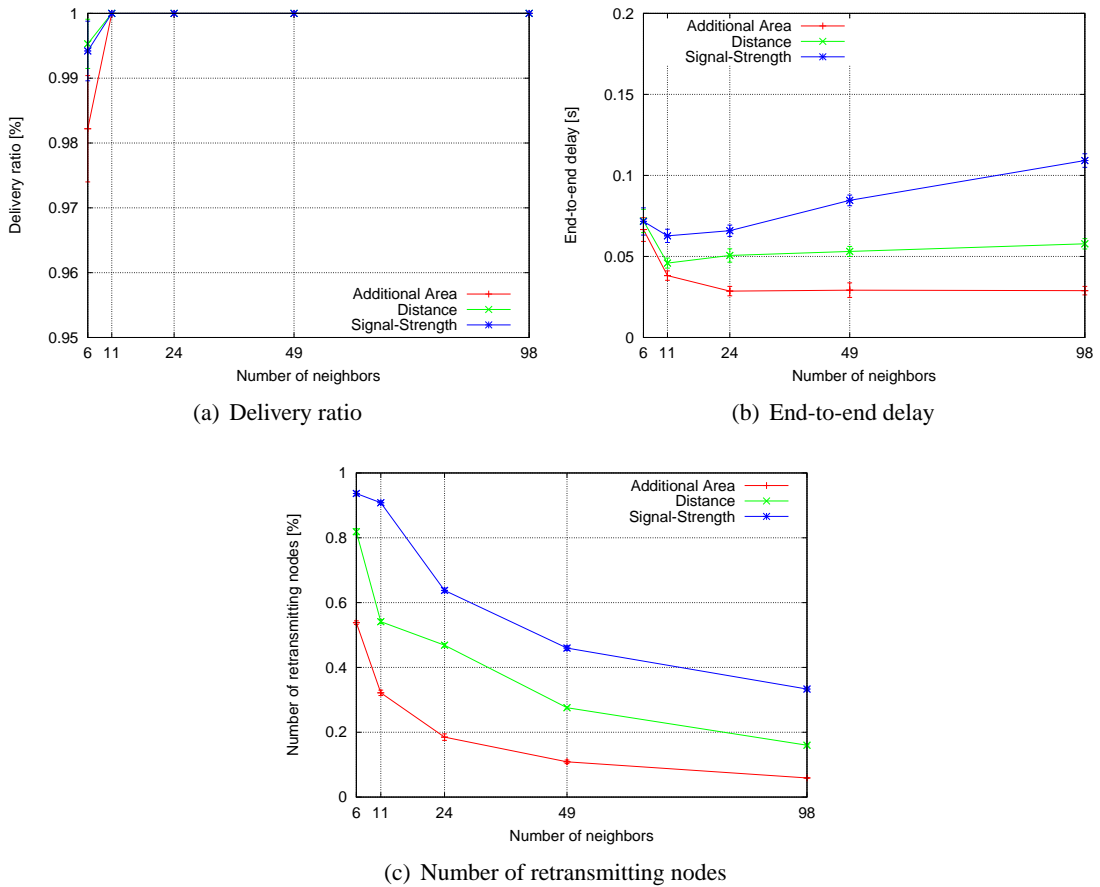 Delivery ratio [%]
1
0.99
0.98
0.97
0.96
0.95
6 11 24 49 98
Number of neighbors
Additional Area
Distance
Signal-Strength
(a) Delivery ratio
End-to-end delay [s]
0.2
0.15
0.1
0.05
0
6 11 24 49 98
Number of neighbors
Additional Area
Distance
Signal-Strength
(b) End-to-end delay
Number of retransmitting nodes [%]
1
0.8
0.6
0.4
0.2
0
6 11 24 49 98
Number of neighbors
Additional Area
Distance
Signal-Strength
(c) Number of retransmitting nodes